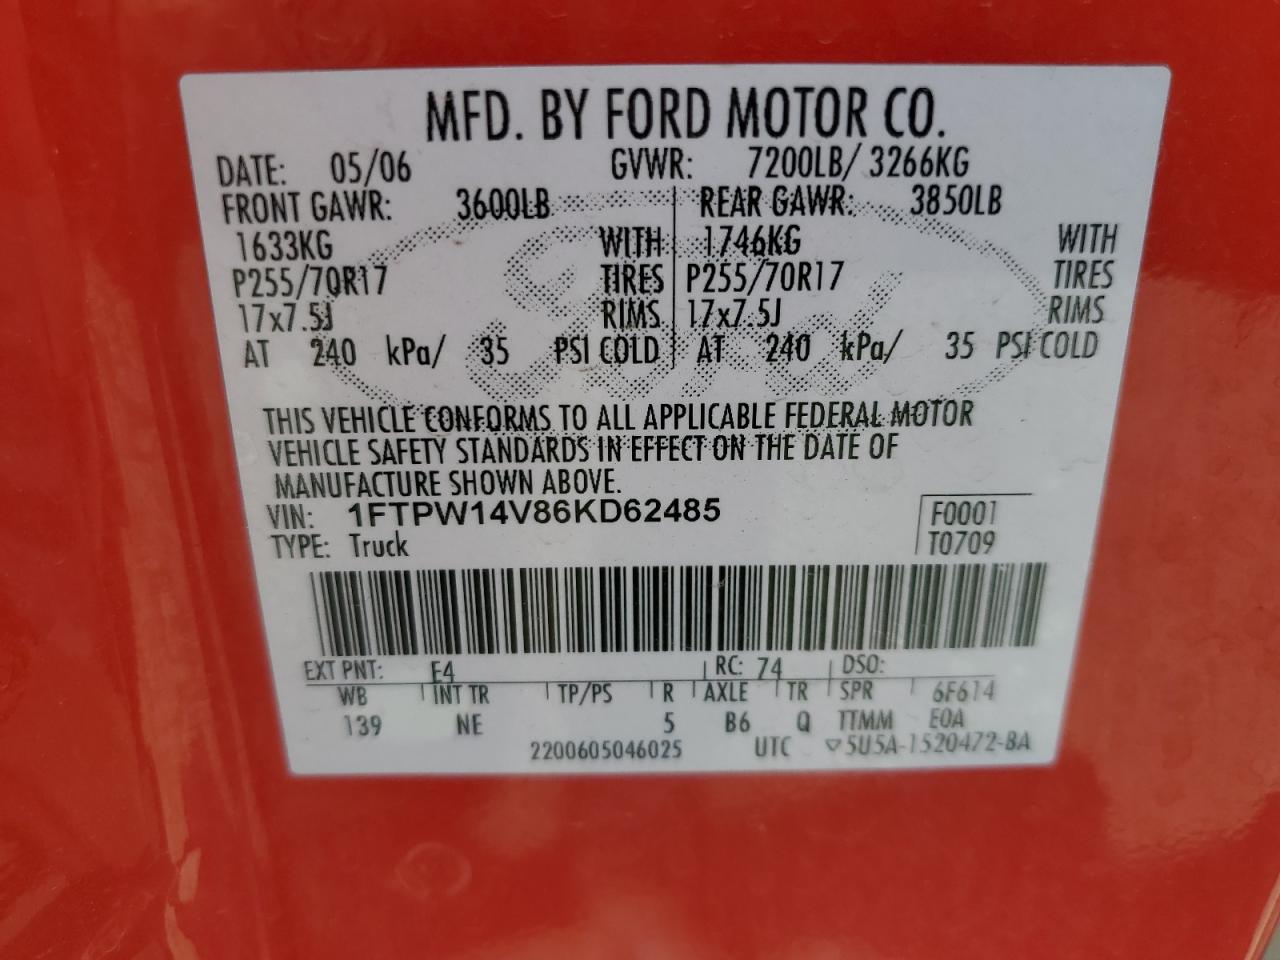 MFD. BY FORD MOTOR CO.
DATE: 05/06 GVWR: 7200LB/ 3266KG
FRONT GAWR: 3600LB REAR GAWR: 3850LB
1633KG WITH 1746KG WITH
P255/70R17 TIRES P255/70R17 TIRES
17x7.5J RIMS 17x7.5J RIMS
AT 240 kPa/ 35 PSI COLD AT 240 kPa/ 35 PSI COLD
Ford
THIS VEHICLE CONFORMS TO ALL APPLICABLE FEDERAL MOTOR
VEHICLE SAFETY STANDARDS IN EFFECT ON THE DATE OF
MANUFACTURE SHOWN ABOVE.
VIN: 1FTPW14V86KD62485 F0001
TYPE: Truck T0709
EXT PNT: E4 RC: 74 DSO:
WB INT TR TP/PS R AXLE TR SPR 6F614
139 NE 5 B6 Q TTMM E0A
2200605046025 UTC ▽5U5A-1520472-BA